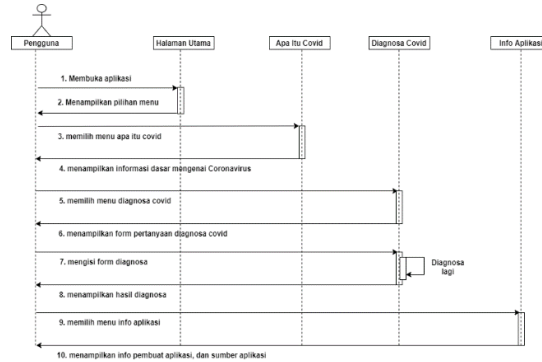 Pengguna
Halaman Utama
Apa Itu Covid
Diagnosa Covid
Info Aplikasi
1. Membuka aplikasi
2. Menampilkan pilihan menu
3. memilih menu apa itu covid
4. menampilkan informasi dasar mengenai Coronavirus
5. memilih menu diagnosa covid
6. menampilkan form pertanyaan diagnosa covid
7. mengisi form diagnosa
Diagnosa
lagi
8. menampilkan hasil diagnosa
9. memilih menu info aplikasi
10. menampilkan info pembuat aplikasi, dan sumber aplikasi